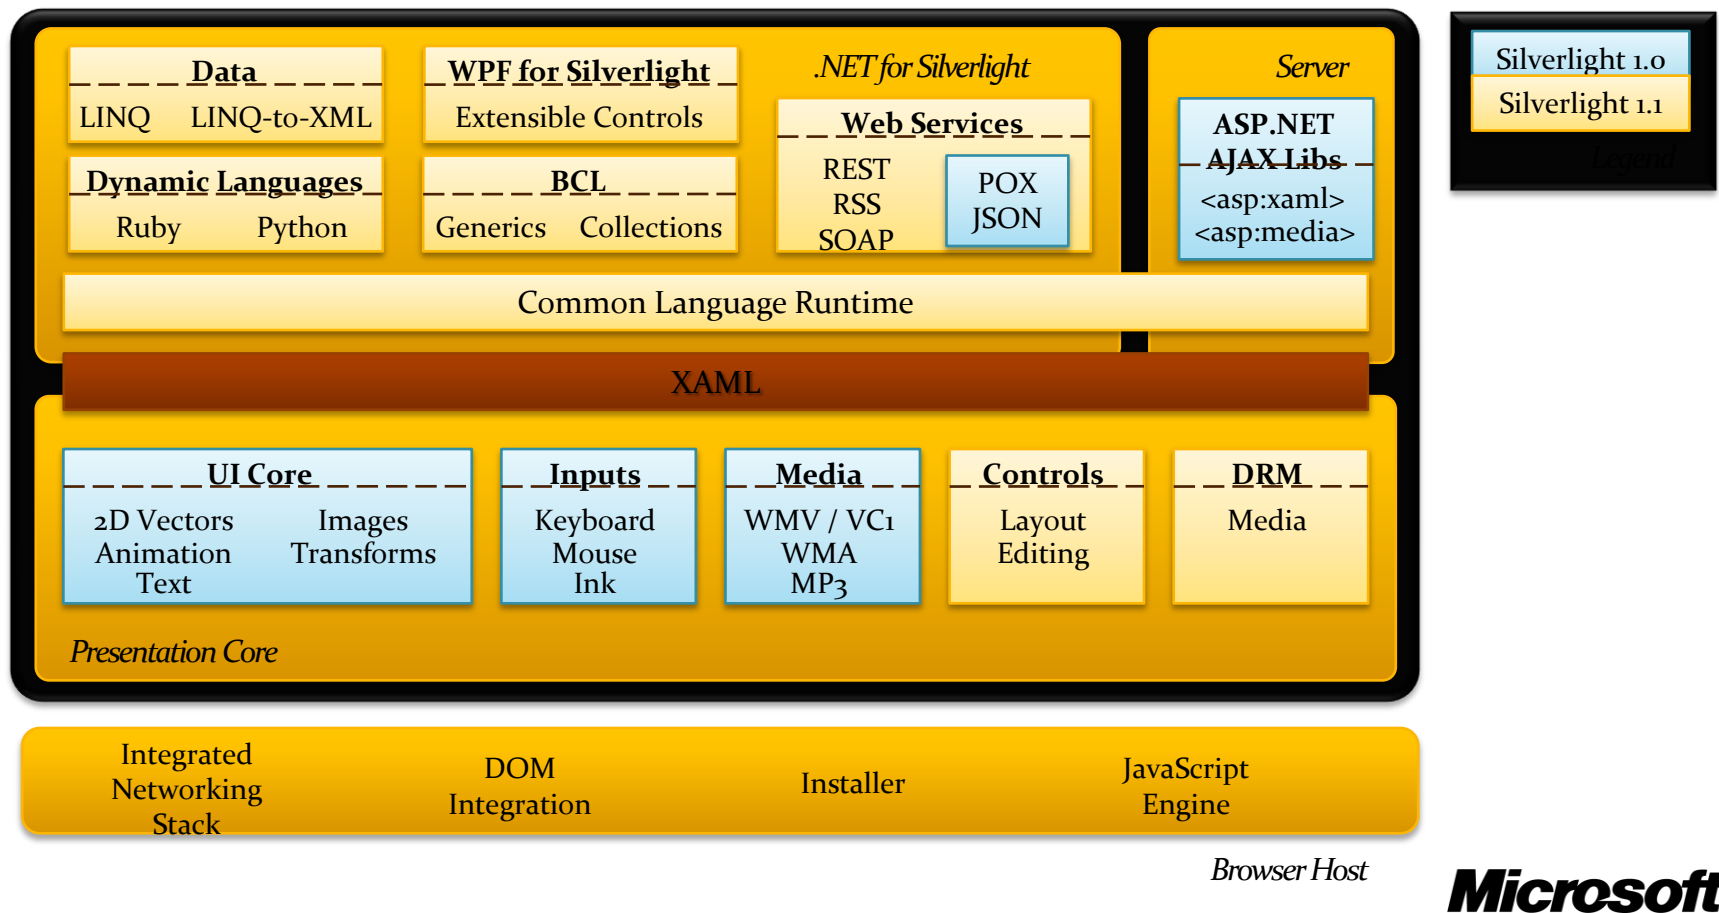 .NET for Silverlight
Data
LINQ LINQ-to-XML
WPF for Silverlight
Extensible Controls
Dynamic Languages
Ruby Python
BCL
Generics Collections
Web Services
REST
RSS
SOAP
POX
JSON
Server
ASP.NET
AJAX Libs
<asp:xaml>
<asp:media>
Common Language Runtime
XAML
UI Core
2D Vectors
Animation
Text
Images
Transforms
Inputs
Keyboard
Mouse
Ink
Media
WMV / VC1
WMA
MP3
Controls
Layout
Editing
DRM
Media
Presentation Core
Integrated
Networking
Stack
DOM
Integration
Installer
JavaScript
Engine
Browser Host
Silverlight 1.0
Silverlight 1.1
Legend
Microsoft